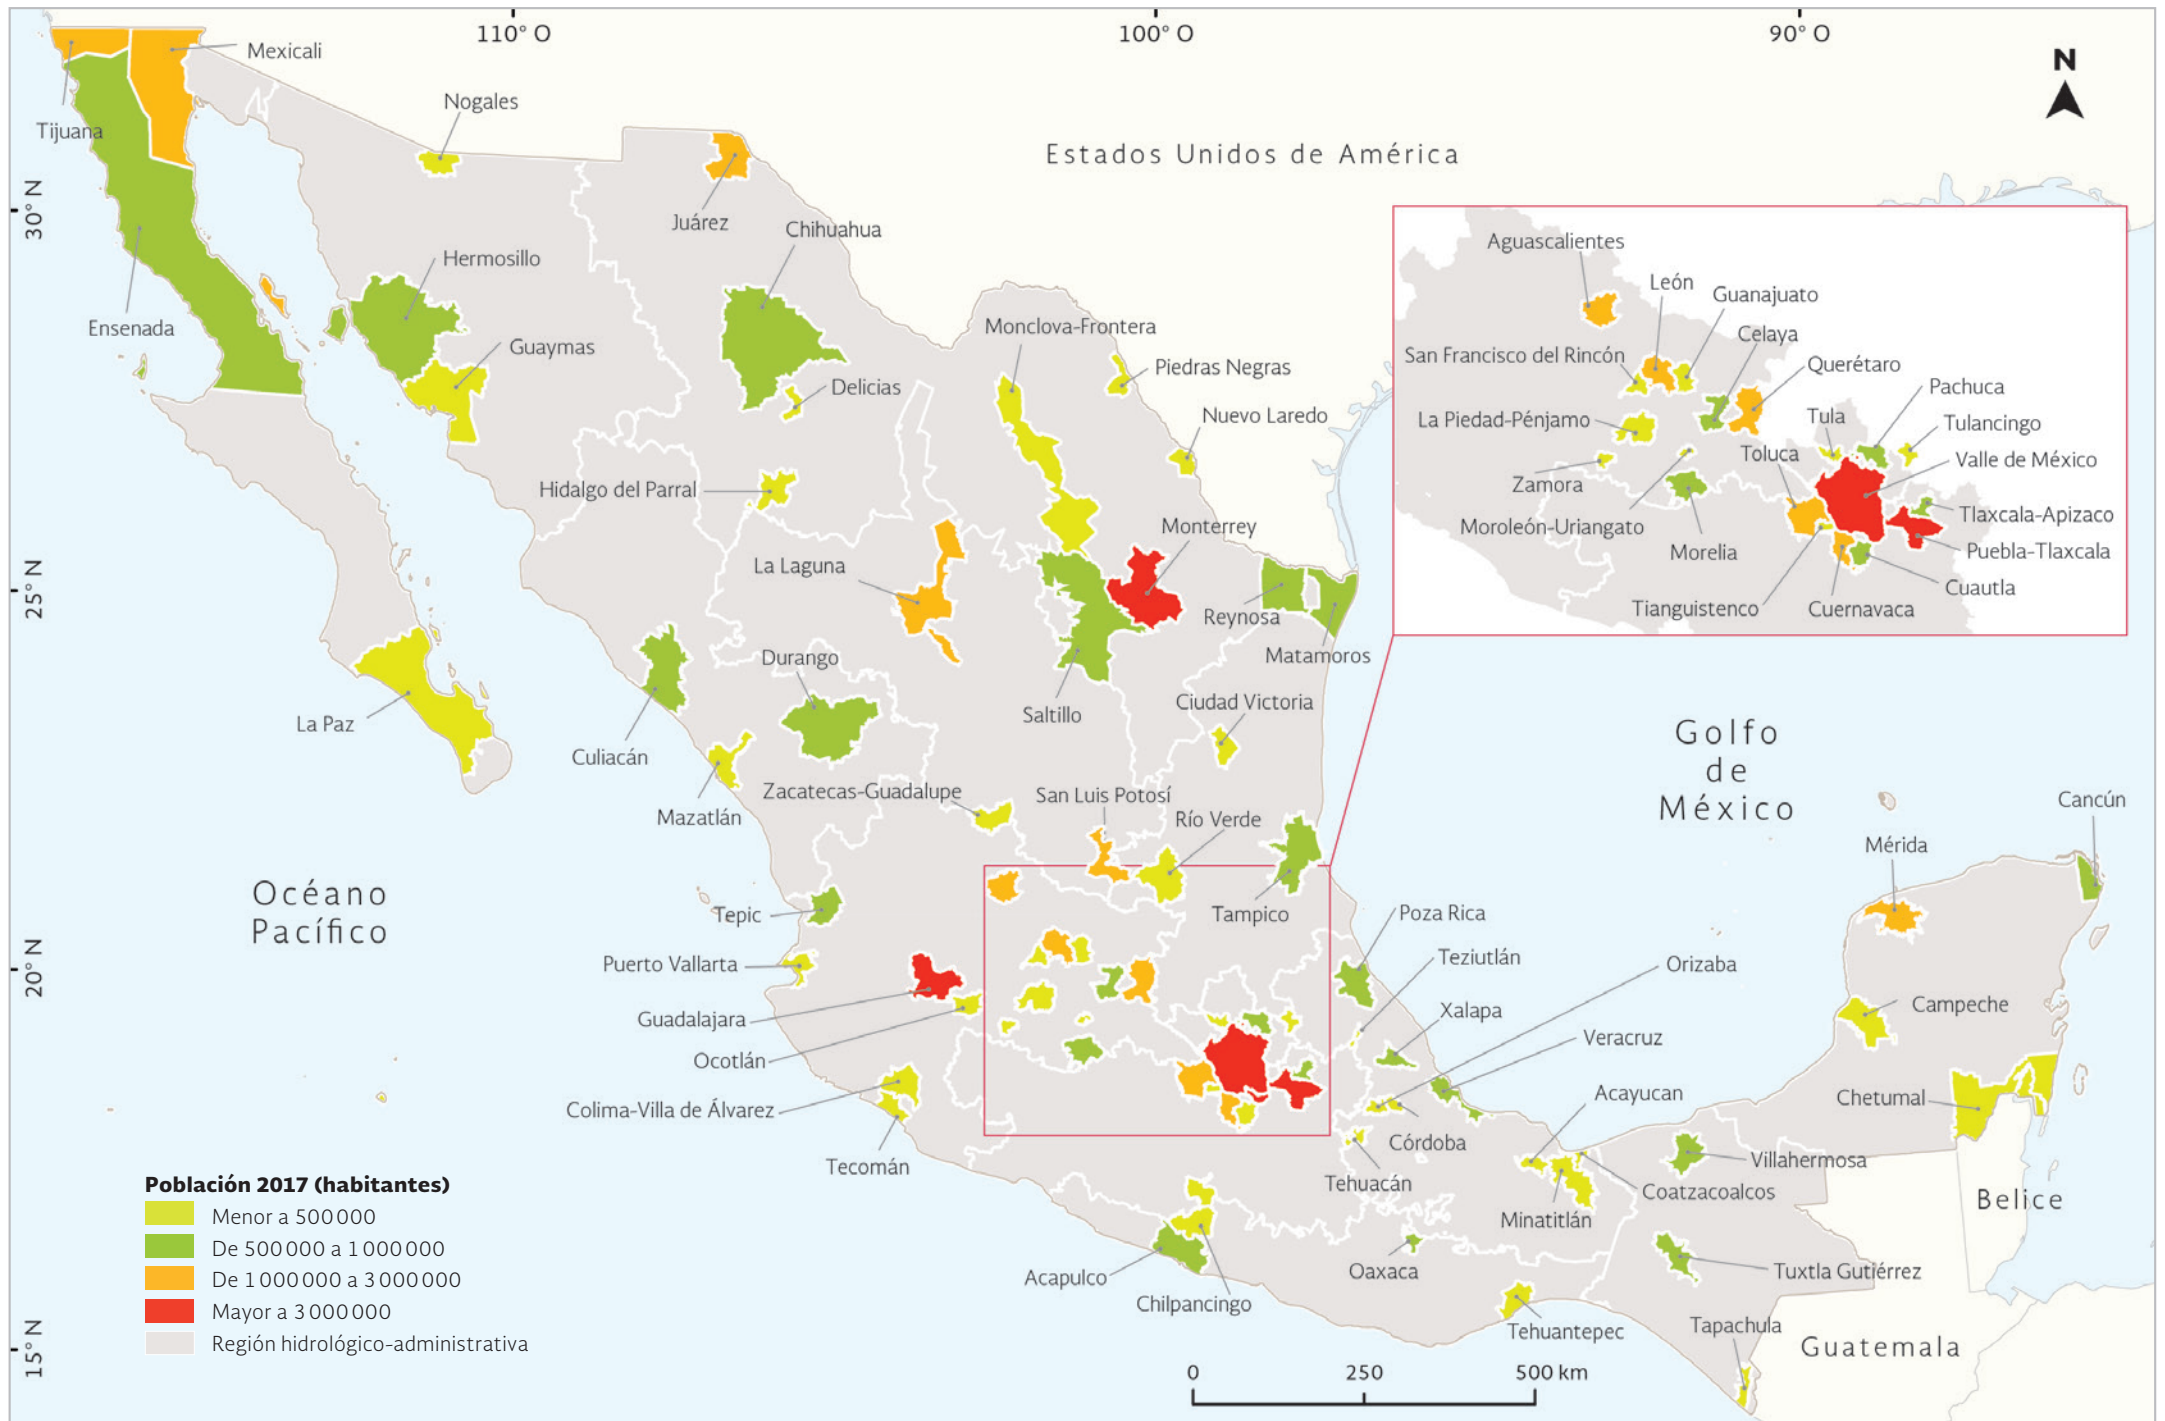 110° O
100° O
90° O
N
30° N
25° N
20° N
15° N
Mexicali
Tijuana
Nogales
Estados Unidos de América
Juárez
Chihuahua
Hermosillo
Ensenada
Guaymas
Delicias
Monclova-Frontera
Piedras Negras
Nuevo Laredo
Hidalgo del Parral
Monterrey
La Laguna
Reynosa
Matamoros
Durango
Saltillo
Ciudad Victoria
La Paz
Culiacán
Mazatlán
Zacatecas-Guadalupe
San Luis Potosí
Río Verde
Tampico
Tepic
Puerto Vallarta
Guadalajara
Ocotlán
Colima-Villa de Álvarez
Tecomán
Poza Rica
Teziutlán
Orizaba
Xalapa
Veracruz
Acayucan
Córdoba
Tehuacán
Coatzacoalcos
Minatitlán
Villahermosa
Acapulco
Chilpancingo
Oaxaca
Tehuantepec
Tuxtla Gutiérrez
Tapachula
Cancún
Mérida
Campeche
Chetumal
Belice
Guatemala
Golfo
de
México
Océano
Pacífico
Aguascalientes
León
Guanajuato
Celaya
San Francisco del Rincón
Querétaro
Pachuca
La Piedad-Pénjamo
Tula
Tulancingo
Toluca
Valle de México
Zamora
Moroleón-Uriangato
Morelia
Tlaxcala-Apizaco
Puebla-Tlaxcala
Cuautla
Tianguistenco
Cuernavaca
Población 2017 (habitantes)
Menor a 500 000
De 500 000 a 1 000 000
De 1 000 000 a 3 000 000
Mayor a 3 000 000
Región hidrológico-administrativa
0 250 500 km